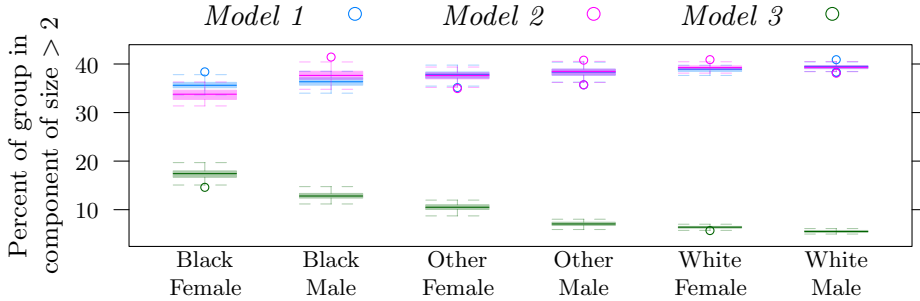 Model 1 Model 2 Model 3
Percent of group in
component of size > 2
40
30
20
10
Black Female
Black Male
Other Female
Other Male
White Female
White Male